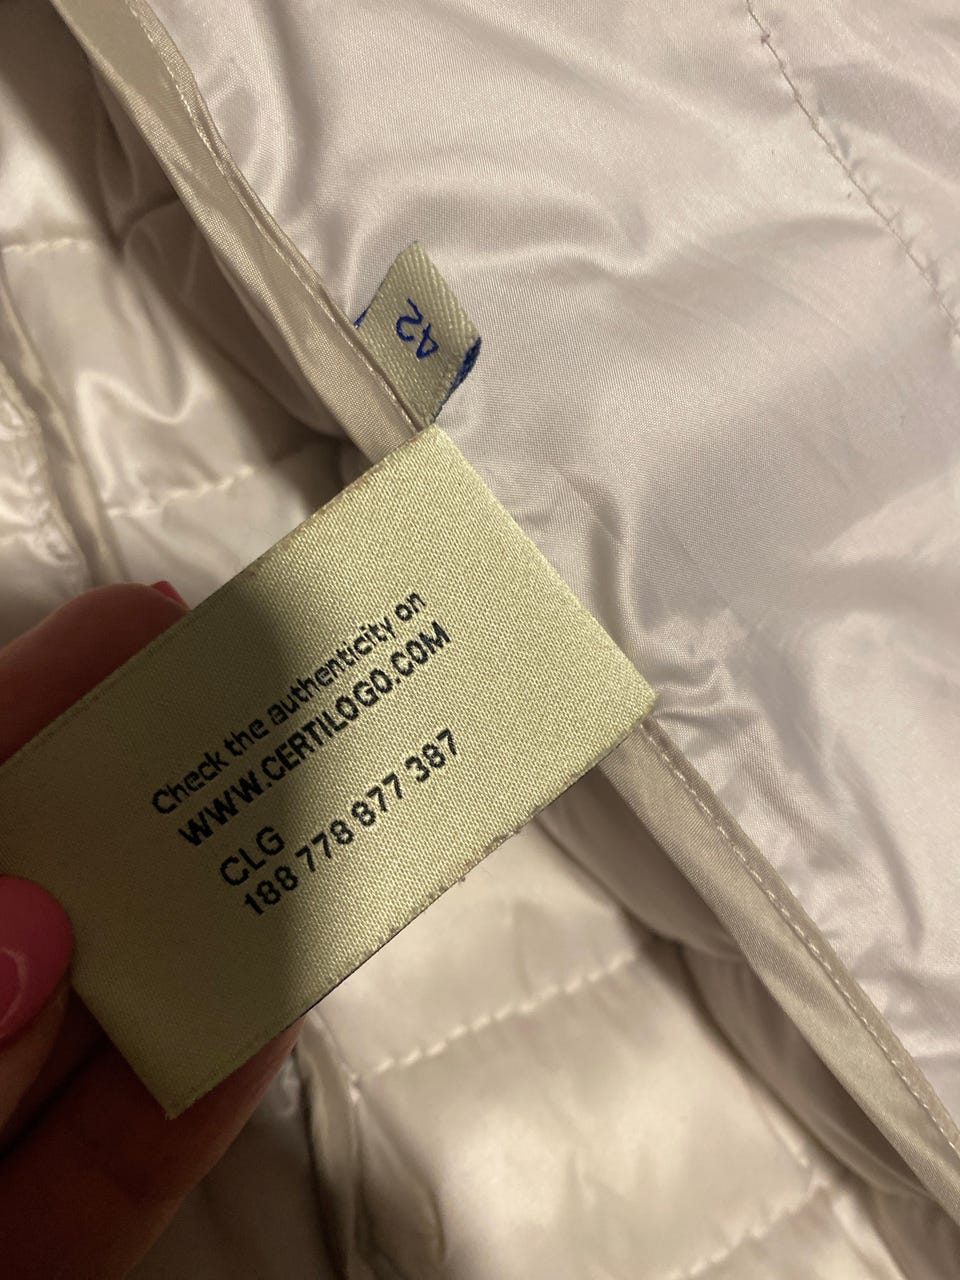 42
Check the authenticity on
WWW.CERTILOGO.COM
CLG
188 778 877 387